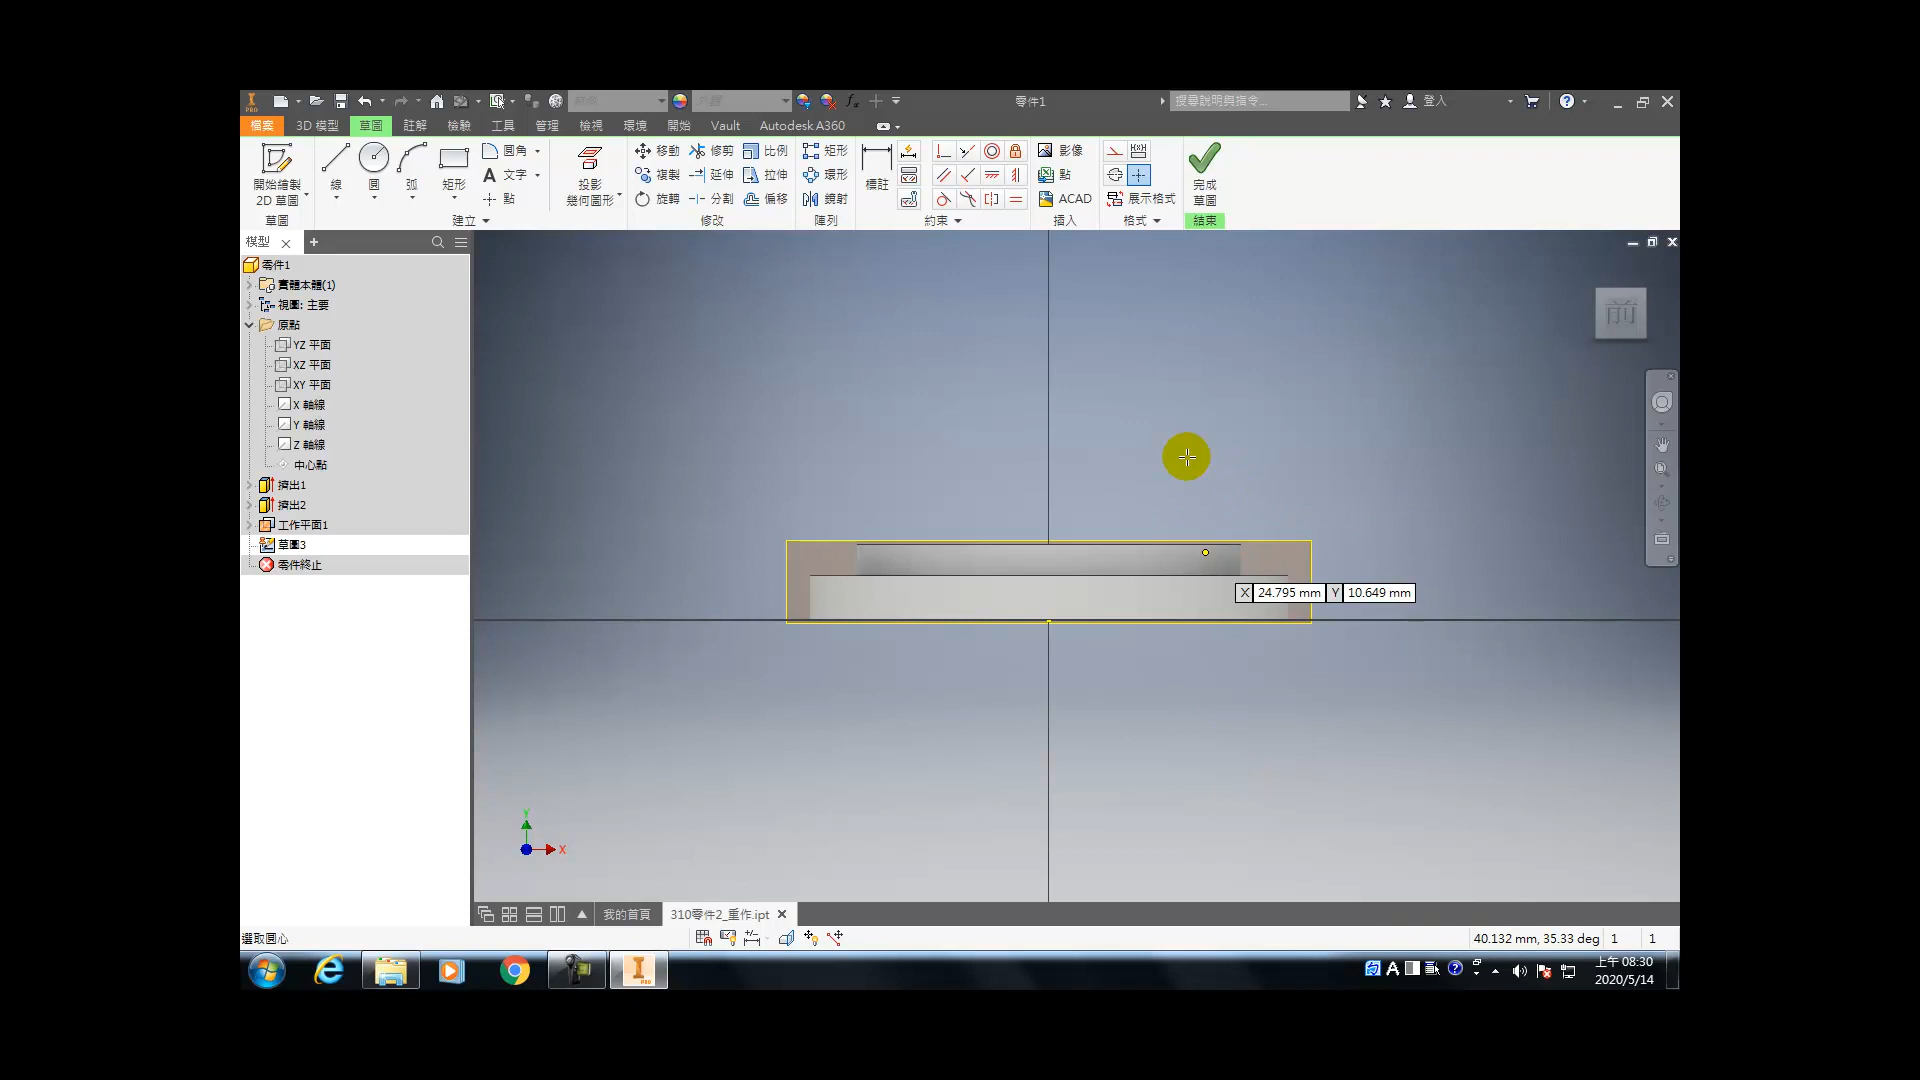 PRO
零件1
搜尋說明與指令...
登入
檔案 3D 模型 草圖 註解 檢驗 工具 管理 檢視 環境 開始 Vault Autodesk A360
開始繪製
2D 草圖
線
圓
弧
矩形
圓角
文字
點
投影
幾何圖形
移動 修剪 比例
複製 延伸 拉伸
旋轉 分割 偏移
矩形
環形
鏡射
標註
影像
點
ACAD
展示格式
完成
草圖
草圖 建立 修改 陣列 約束 插入 格式 結束
模型
零件1
實體本體(1)
視圖: 主要
原點
YZ 平面
XZ 平面
XY 平面
X 軸線
Y 軸線
Z 軸線
中心點
擠出1
擠出2
工作平面1
草圖3
零件終止
前
X 24.795 mm Y 10.649 mm
Y
X
我的首頁
310零件2_重作.ipt
選取圓心
40.132 mm, 35.33 deg 1 1
A
上午 08:30
2020/5/14